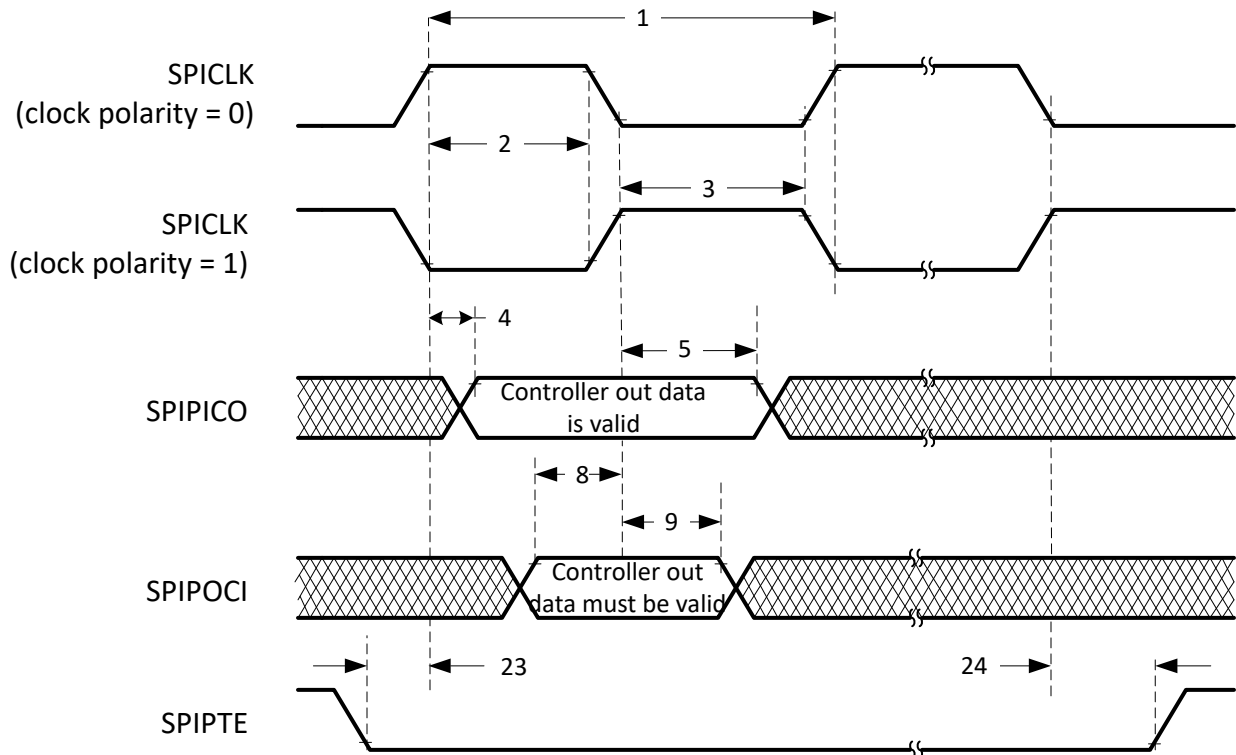 1
SPICLK
(clock polarity = 0)
2
3
SPICLK
(clock polarity = 1)
4
5
SPIPICO
Controller out data
is valid
8
9
SPIPOCI
Controller out
data must be valid
23
24
SPIPTE